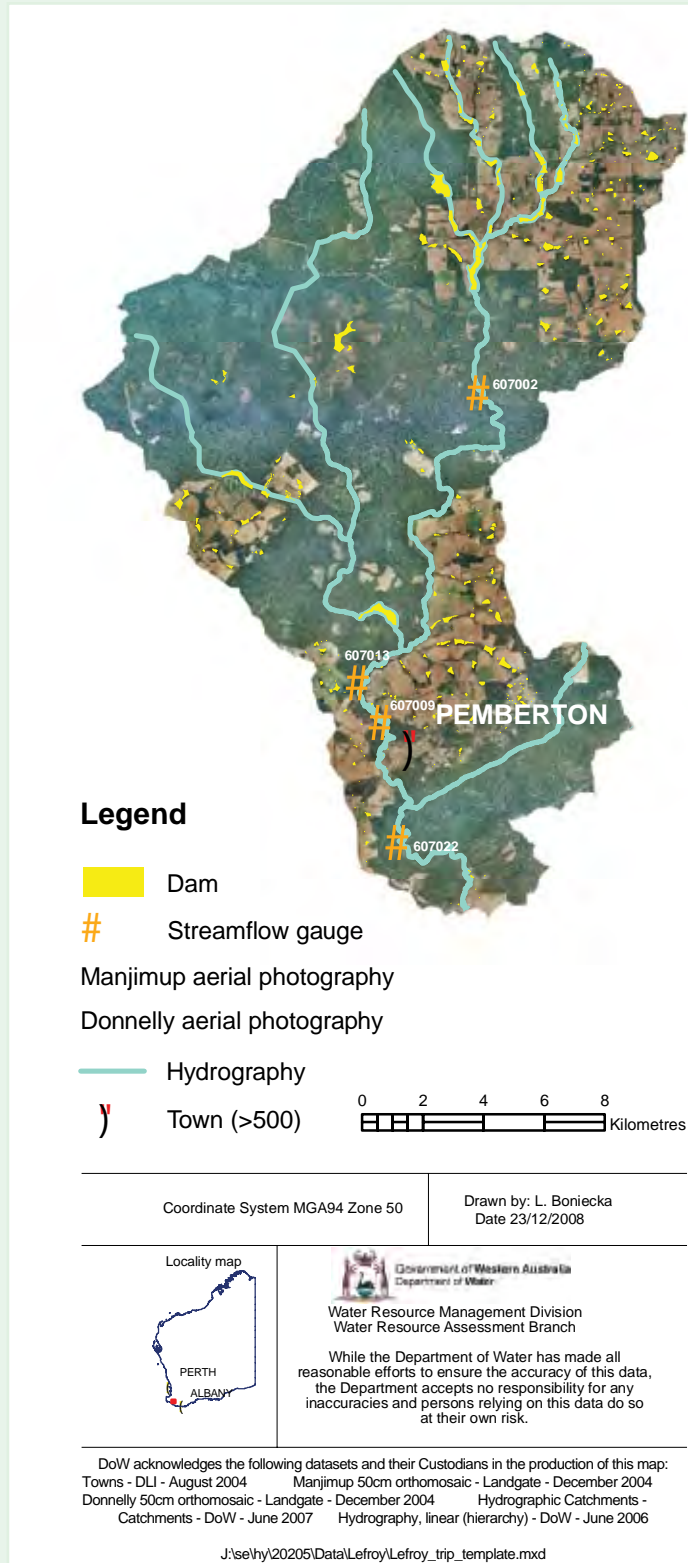 607002
607013
607009
PEMBERTON
607022
Legend
Dam
# Streamflow gauge
Manjimup aerial photography
Donnelly aerial photography
Hydrography
Town (>500)
0 2 4 6 8
Kilometres
Coordinate System MGA94 Zone 50
Drawn by: L. Boniecka
Date 23/12/2008
Locality map
PERTH
ALBANY
Government of Western Australia
Department of Water
Water Resource Management Division
Water Resource Assessment Branch
While the Department of Water has made all
reasonable efforts to ensure the accuracy of this data,
the Department accepts no responsibility for any
inaccuracies and persons relying on this data do so
at their own risk.
DoW acknowledges the following datasets and their Custodians in the production of this map:
Towns - DLI - August 2004 Manjimup 50cm orthomosaic - Landgate - December 2004
Donnelly 50cm orthomosaic - Landgate - December 2004 Hydrographic Catchments -
Catchments - DoW - June 2007 Hydrography, linear (hierarchy) - DoW - June 2006
J:\se\hy\20205\Data\Lefroy\Lefroy_trip_template.mxd